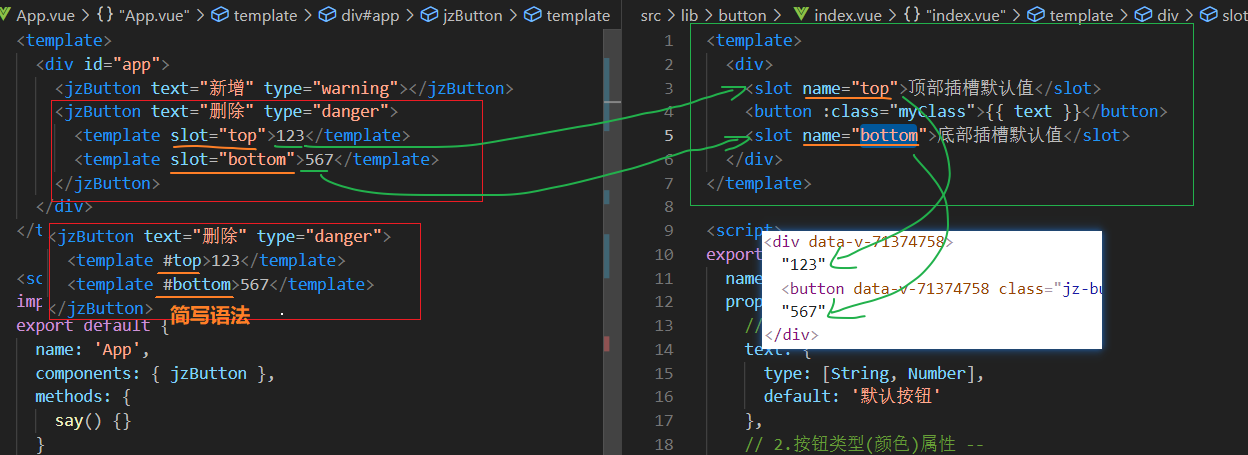 App.vue > {} "App.vue" > template > div#app > jzButton > template
<template>
<div id="app">
<jzButton text="新增" type="warning"></jzButton>
<jzButton text="删除" type="danger">
<template slot="top">123</template>
<template slot="bottom">567</template>
</jzButton>
</div>
</t
<jzButton text="删除" type="danger">
<template #top>123</template>
<template #bottom>567</template>
</jzButton>
简写语法
<sc
imp
export default {
name: 'App',
components: { jzButton },
methods: {
say() {}
}
src > lib > button > index.vue > {} "index.vue" > template > div > slot
1 <template>
2 <div>
3 <slot name="top">顶部插槽默认值</slot>
4 <button :class="myClass">{{ text }}</button>
5 <slot name="bottom">底部插槽默认值</slot>
6 </div>
7 </template>
8
9 <script>
10 export
11 nam
12 prop
13 //
14 text: {
15 type: [String, Number],
16 default: '默认按钮'
17 },
18 // 2.按钮类型(颜色)属性 --
<div data-v-71374758>
"123"
<button data-v-71374758 class="jz-bu
"567"
</div>